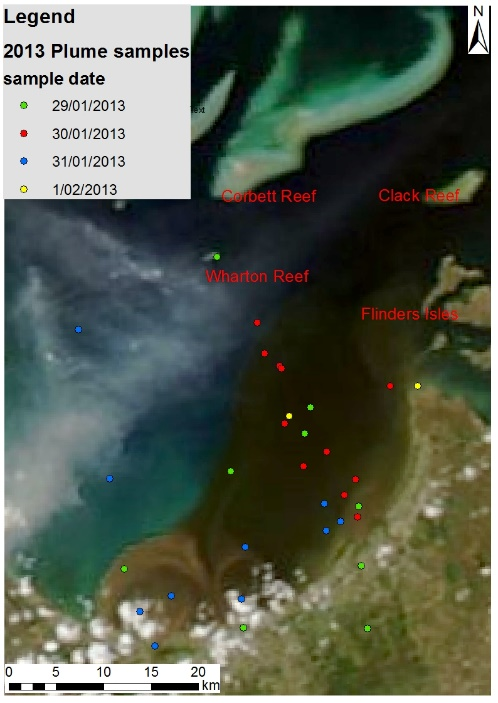 Legend
2013 Plume samples
sample date
29/01/2013
30/01/2013
31/01/2013
1/02/2013
N
Corbett Reef
Clack Reef
Wharton Reef
Flinders Isles
0 5 10 15 20
km